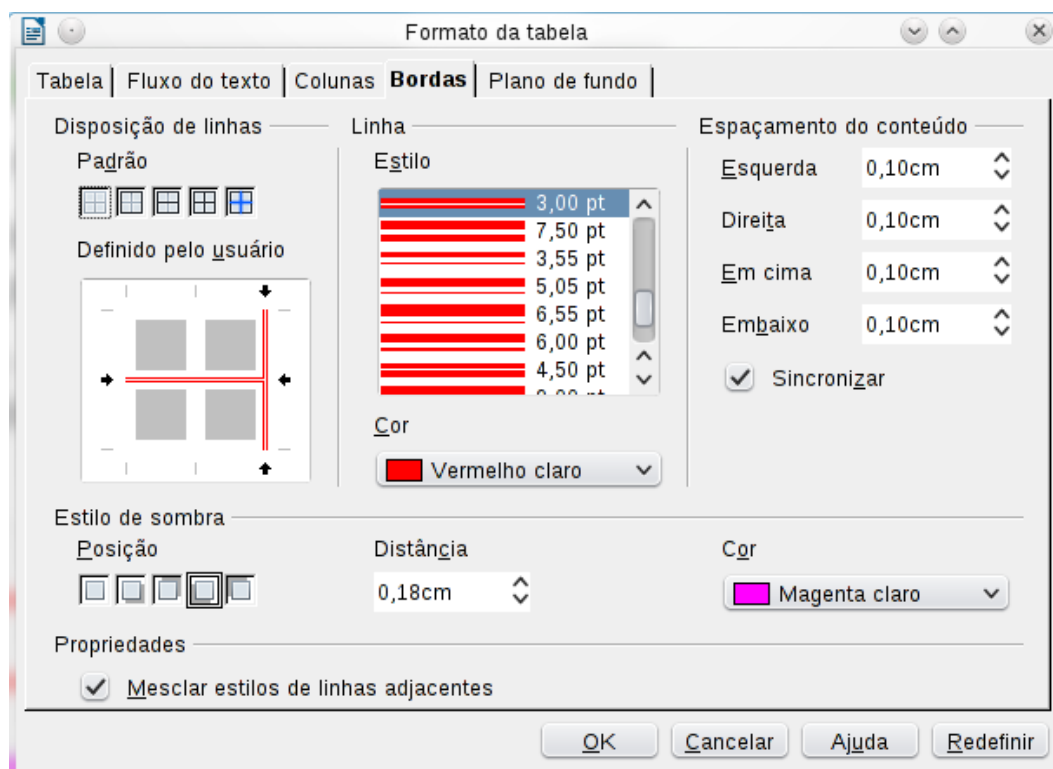 Formato da tabela
Tabela Fluxo do texto Colunas Bordas Plano de fundo
Disposição de linhas
Padrão
Definido pelo usuário
Linha
Estilo
3,00 pt
7,50 pt
3,55 pt
5,05 pt
6,55 pt
6,00 pt
4,50 pt
Cor
Vermelho claro
Espaçamento do conteúdo
Esquerda 0,10cm
Direita 0,10cm
Em cima 0,10cm
Embaixo 0,10cm
Sincronizar
Estilo de sombra
Posição
Distância
0,18cm
Cor
Magenta claro
Propriedades
Mesclar estilos de linhas adjacentes
OK Cancelar Ajuda Redefinir